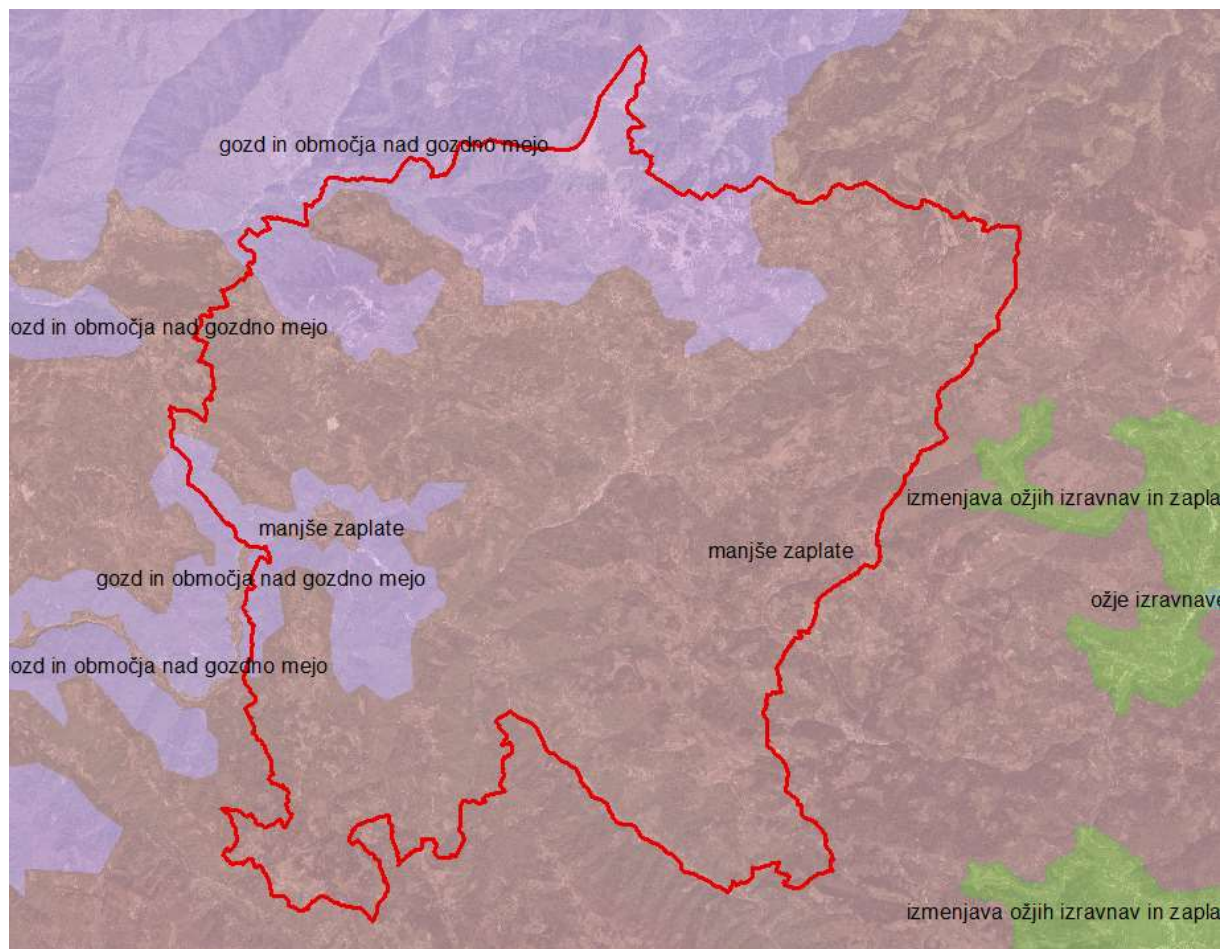 gozd in območja nad gozdno mejo
ozd in območja nad gozdno mejo
izmenjava ožjih izravnav in zapla
manjše zaplate
manjše zaplate
gozd in območja nad gozdno mejo
ožje izravnave
ozd in območja nad gozdno mejo
izmenjava ožjih izravnav in zapla